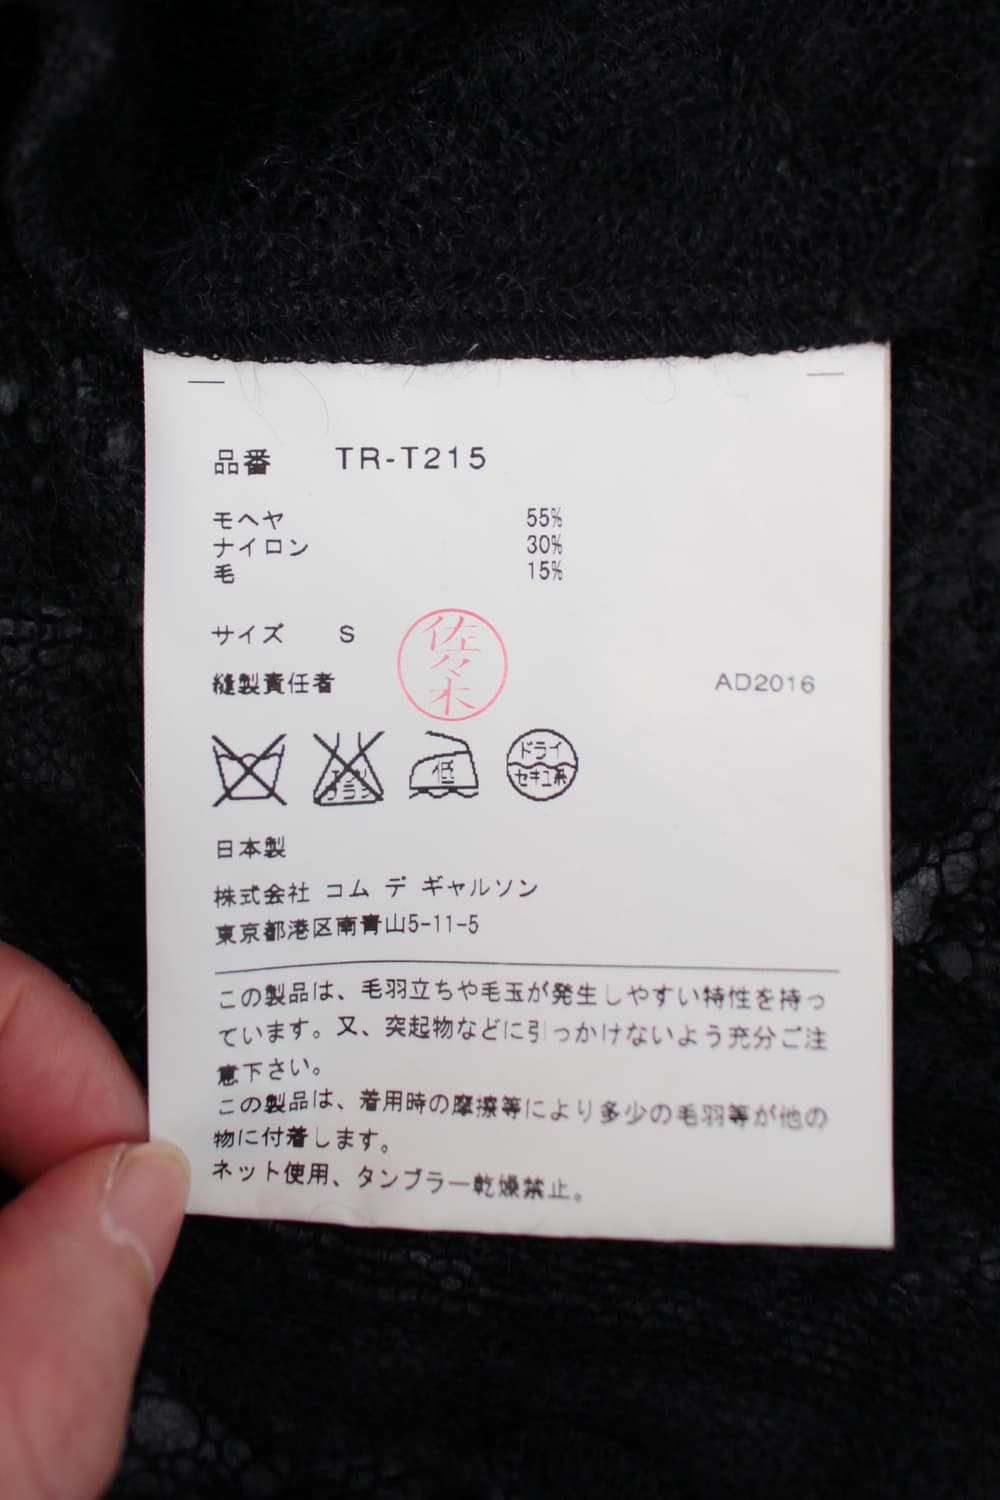 品番 TR-T215
モヘヤ 55%
ナイロン 30%
毛 15%
サイズ S
佐々木
縫製責任者 AD2016
エンソ
サラシ
低
ドライ
セキユ系
日本製
株式会社 コム デ ギャルソン
東京都港区南青山5-11-5
この製品は、毛羽立ちや毛玉が発生しやすい特性を持っ
ています。又、突起物などに引っかけないよう充分ご注
意下さい。
この製品は、着用時の摩擦等により多少の毛羽等が他の
物に付着します。
ネット使用、タンブラー乾燥禁止。